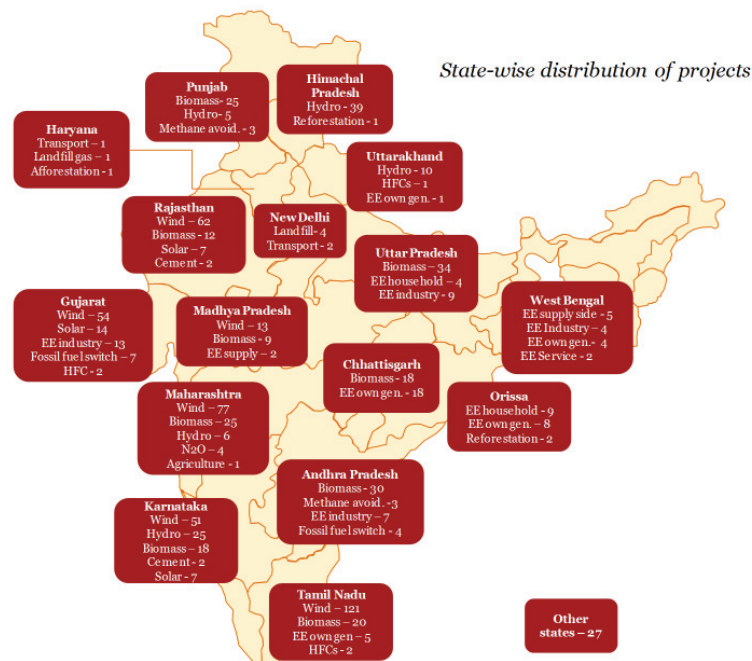 State-wise distribution of projects
Punjab
Biomass- 25
Hydro- 5
Methane avoid. - 3
Himachal
Pradesh
Hydro - 39
Reforestation - 1
Haryana
Transport – 1
Landfill gas – 1
Afforestation - 1
Uttarakhand
Hydro - 10
HFCs – 1
EE own gen. - 1
Rajasthan
Wind – 62
Biomass – 12
Solar – 7
Cement – 2
New Delhi
Landfill- 4
Transport - 2
Uttar Pradesh
Biomass – 34
EE household – 4
EE industry – 9
Gujarat
Wind – 54
Solar – 14
EE industry – 13
Fossil fuel switch – 7
HFC – 2
Madhya Pradesh
Wind – 13
Biomass – 9
EE supply – 2
West Bengal
EE supply side - 5
EE Industry – 4
EE own gen.- 4
EE Service – 2
Chhattisgarh
Biomass – 18
EE own gen. - 18
Orissa
EE household - 9
EE own gen. – 8
Reforestation - 2
Maharashtra
Wind – 77
Biomass – 25
Hydro – 6
N2O – 4
Agriculture – 1
Andhra Pradesh
Biomass - 30
Methane avoid. -3
EE industry – 7
Fossil fuel switch – 4
Karnataka
Wind – 51
Hydro – 25
Biomass – 18
Cement - 2
Solar - 7
Tamil Nadu
Wind – 121
Biomass – 20
EE own gen – 5
HFCs – 2
Other
states – 27